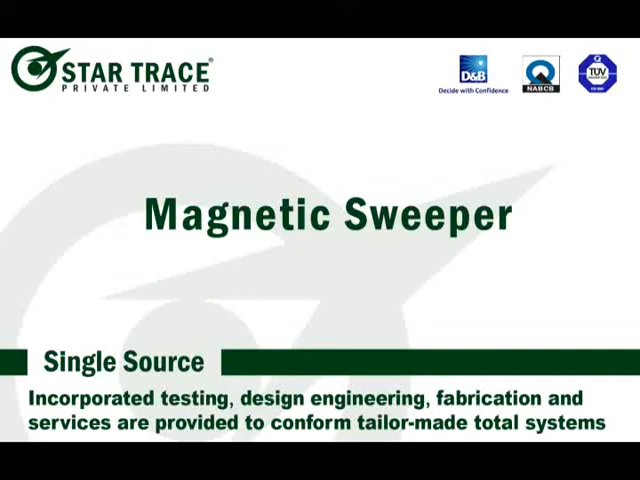 STAR TRACE®
PRIVATE LIMITED
D&B
Decide with Confidence
NABCB
TÜV
Magnetic Sweeper
Single Source
Incorporated testing, design engineering, fabrication and
services are provided to conform tailor-made total systems